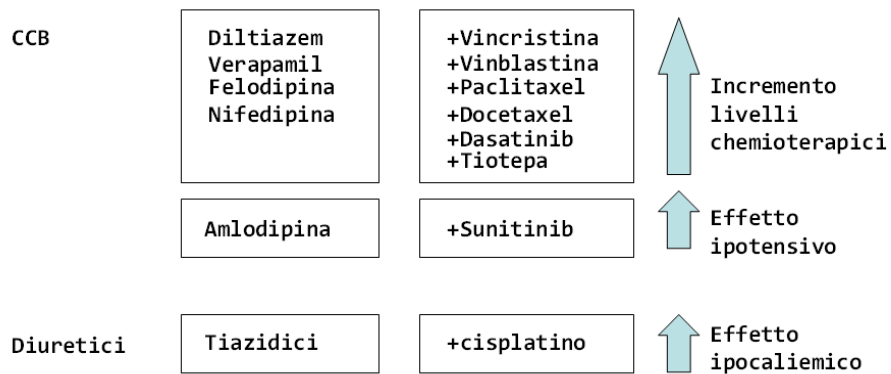 CCB
Diltiazem
Verapamil
Felodipina
Nifedipina
+Vincristina
+Vinblastina
+Paclitaxel
+Docetaxel
+Dasatinib
+Tiotepa
Incremento
livelli
chemioterapici
Amlodipina
+Sunitinib
Effetto
ipotensivo
Diuretici
Tiazidici
+cisplatino
Effetto
ipocaliemico